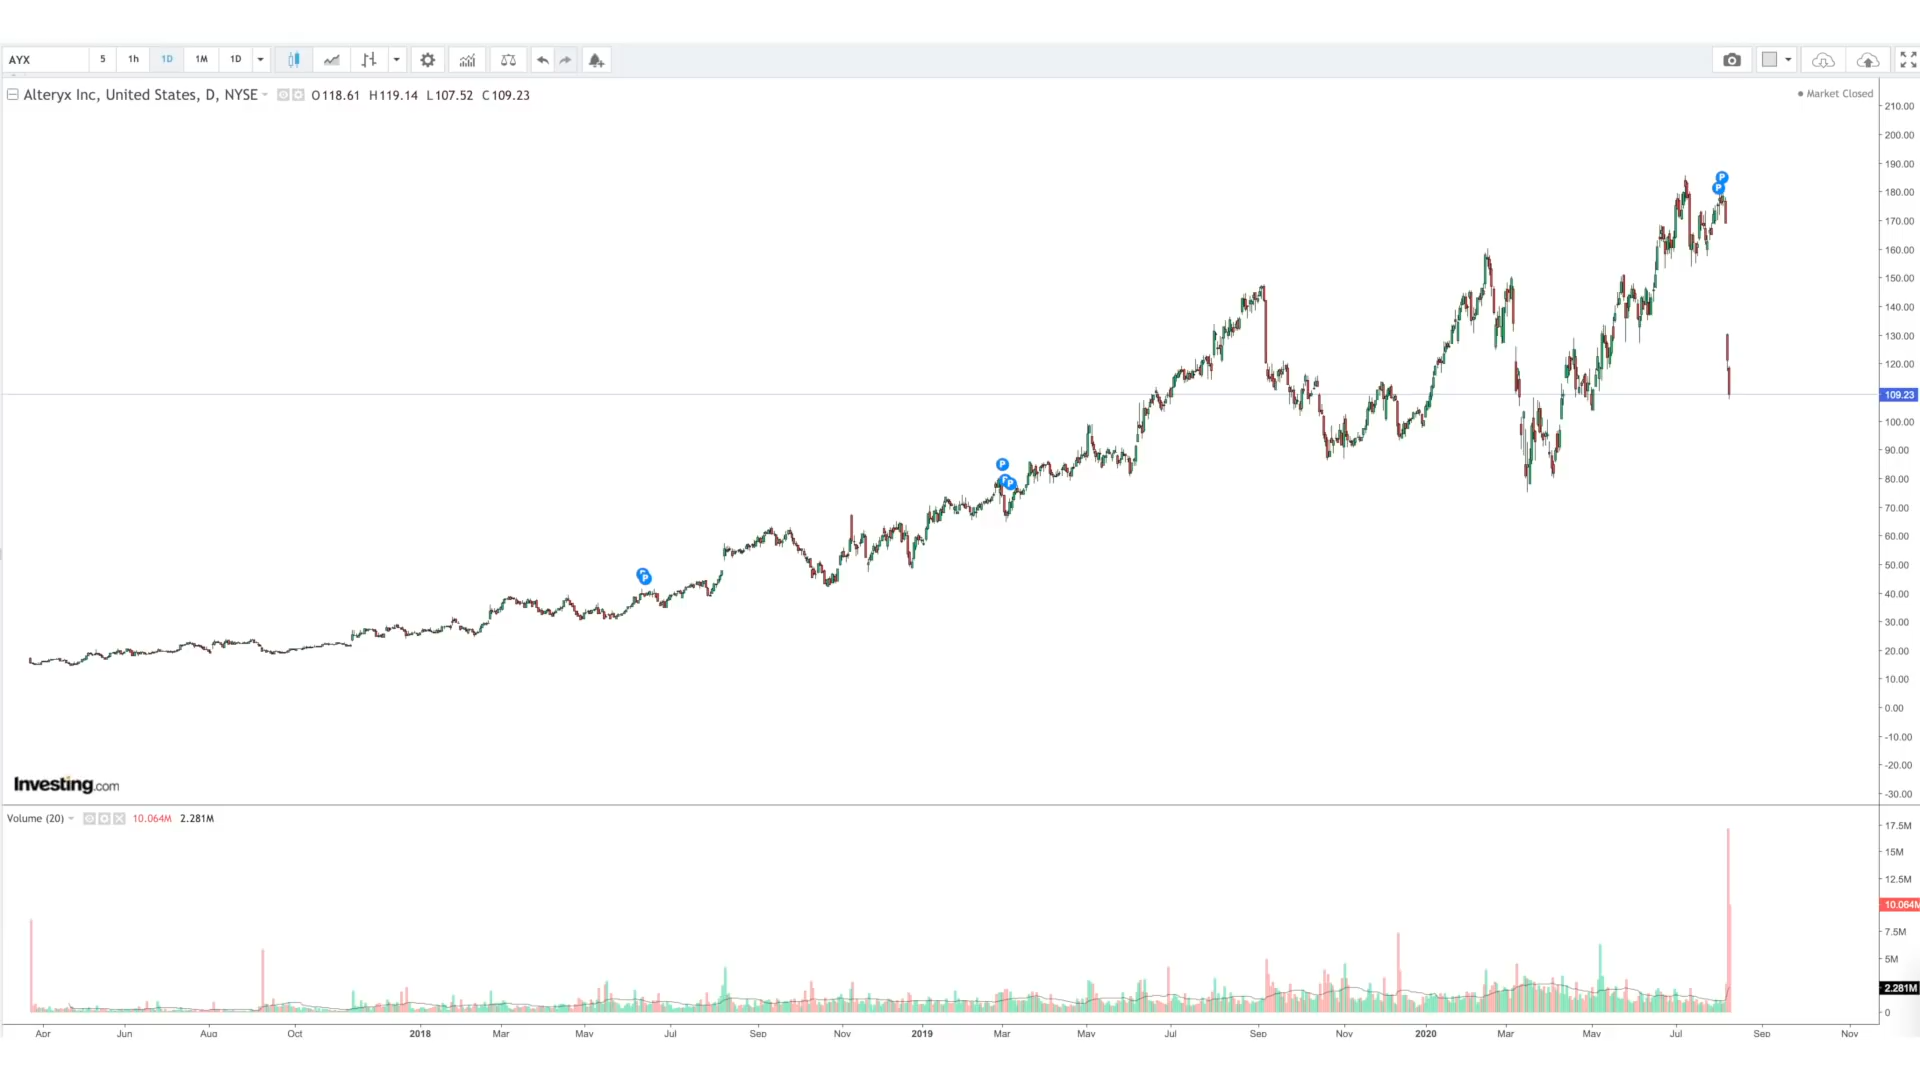 AYX 5 1h 1D 1M 1D
Alteryx Inc, United States, D, NYSE O118.61 H119.14 L107.52 C109.23
Market Closed
210.00
200.00
190.00
P
180.00
P
170.00
160.00
150.00
140.00
130.00
120.00
109.23
100.00
90.00
P
80.00
P
70.00
60.00
50.00
P
40.00
30.00
20.00
10.00
0.00
-10.00
-20.00
Investing.com
-30.00
Volume (20) 10.064M 2.281M
17.5M
15M
12.5M
10.064M
7.5M
5M
2.281M
0
Apr Jun Aug Oct 2018 Mar May Jul Sep Nov 2019 Mar May Jul Sep Nov 2020 Mar May Jul Sep Nov